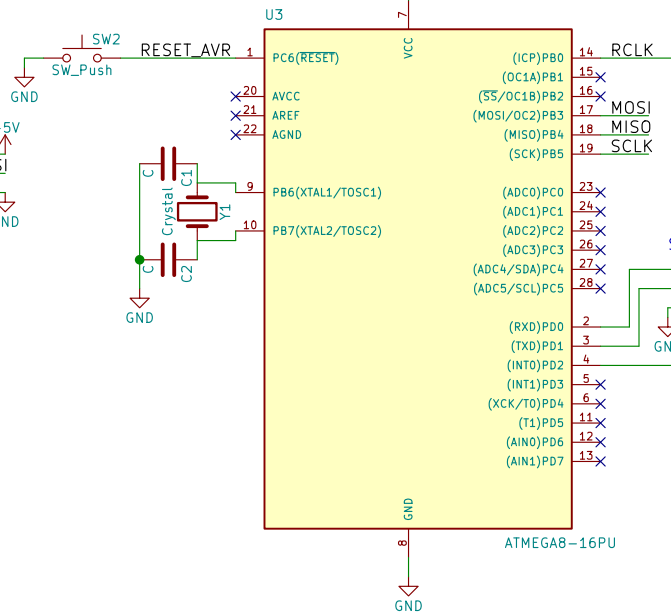 U3
7
VCC
SW2
RESET_AVR
1
PC6(RESET)
SW_Push
GND
(ICP)PB0
14
RCLK
(OC1A)PB1
15
20
AVCC
(SS/OC1B)PB2
16
21
AREF
(MOSI/OC2)PB3
17
MOSI
22
AGND
(MISO)PB4
18
MISO
(SCK)PB5
19
SCLK
5V
C
C1
Crystal
9
PB6(XTAL1/TOSC1)
Y1
10
PB7(XTAL2/TOSC2)
C
C2
GND
(ADC0)PC0
23
(ADC1)PC1
24
(ADC2)PC2
25
(ADC3)PC3
26
(ADC4/SDA)PC4
27
(ADC5/SCL)PC5
28
(RXD)PD0
2
(TXD)PD1
3
(INT0)PD2
4
(INT1)PD3
5
(XCK/T0)PD4
6
(T1)PD5
11
(AIN0)PD6
12
(AIN1)PD7
13
GND
8
ATMEGA8-16PU
GND